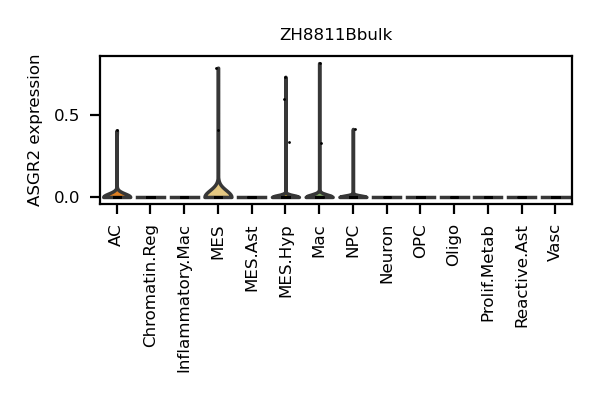 ZH8811Bbulk
ASGR2 expression
0.5
0.0
AC
Chromatin.Reg
Inflammatory.Mac
MES
MES.Ast
MES.Hyp
Mac
NPC
Neuron
OPC
Oligo
Prolif.Metab
Reactive.Ast
Vasc